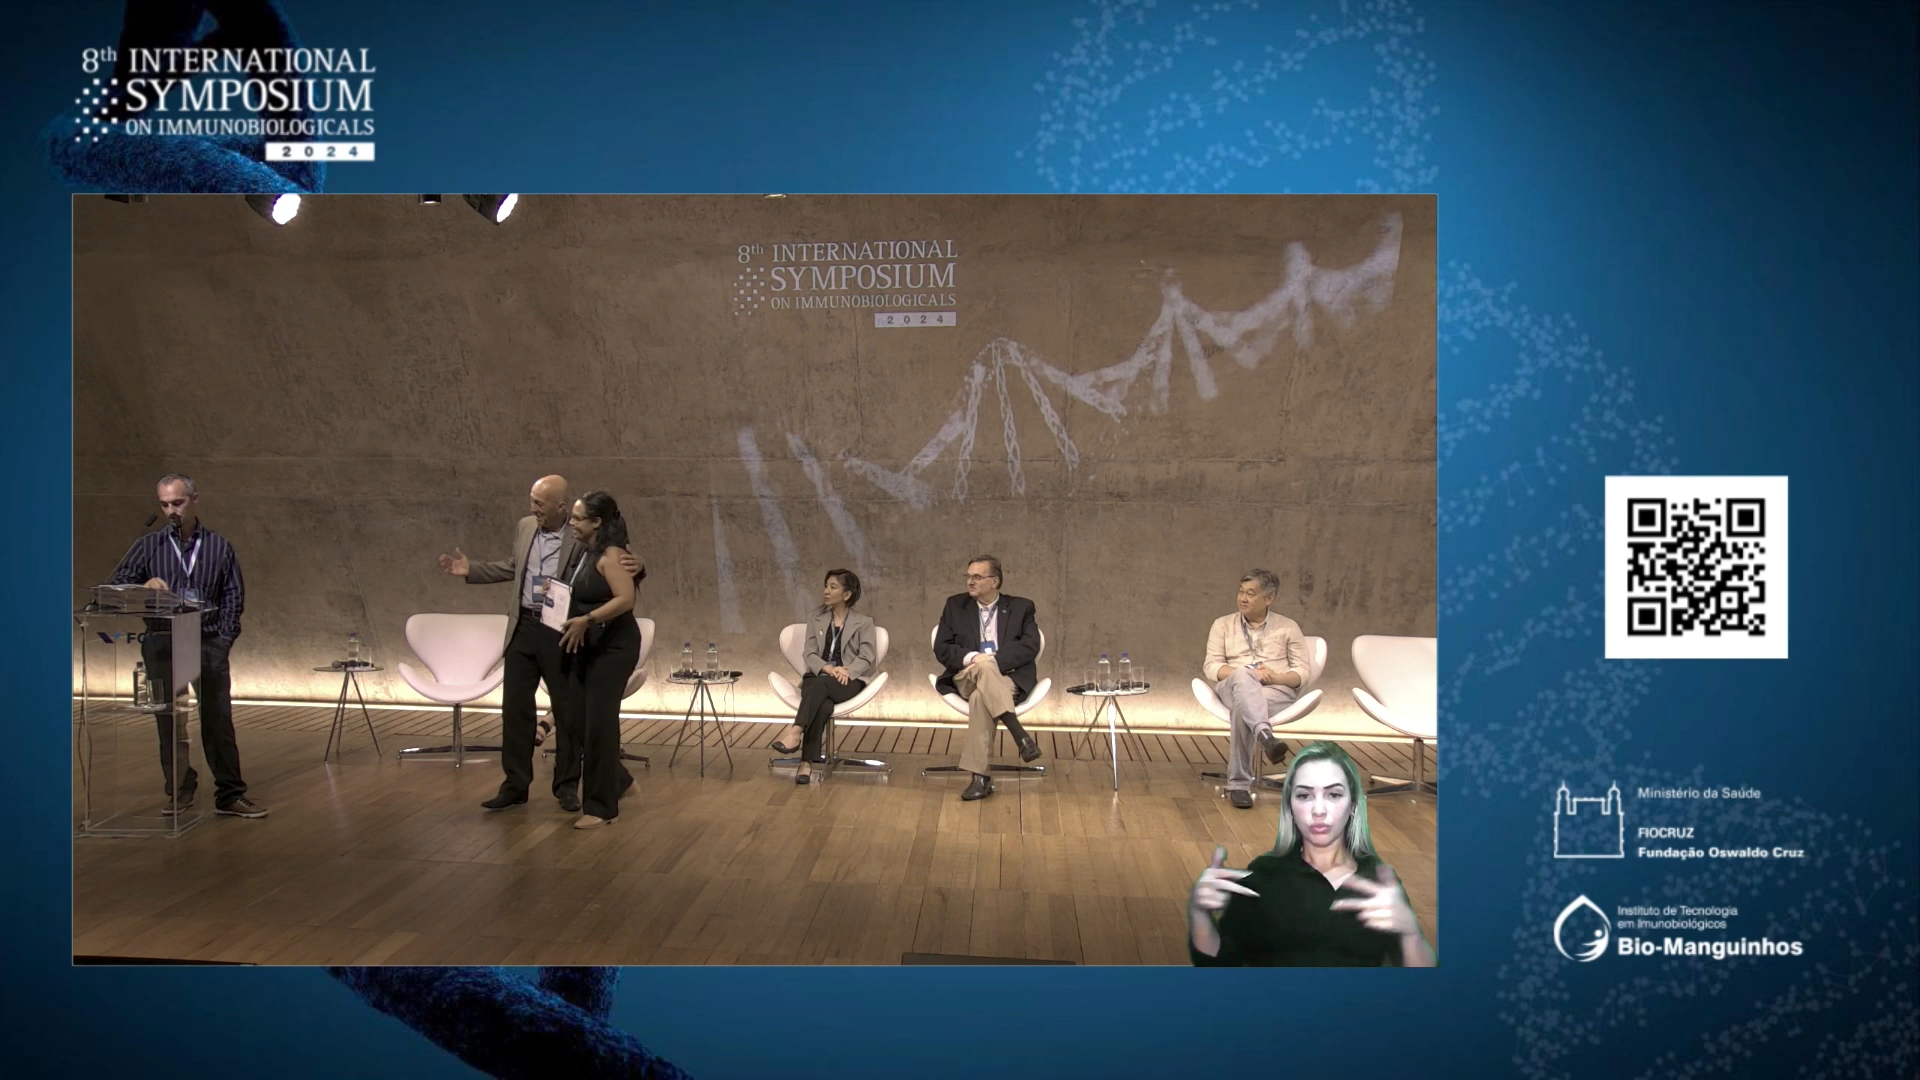 8th INTERNATIONAL
SYMPOSIUM
ON IMMUNOBIOLOGICALS
2024
8th INTERNATIONAL
SYMPOSIUM
ON IMMUNOBIOLOGICALS
2024
Ministério da Saúde
FIOCRUZ
Fundação Oswaldo Cruz
Instituto de Tecnologia
em Imunobiológicos
Bio-Manguinhos